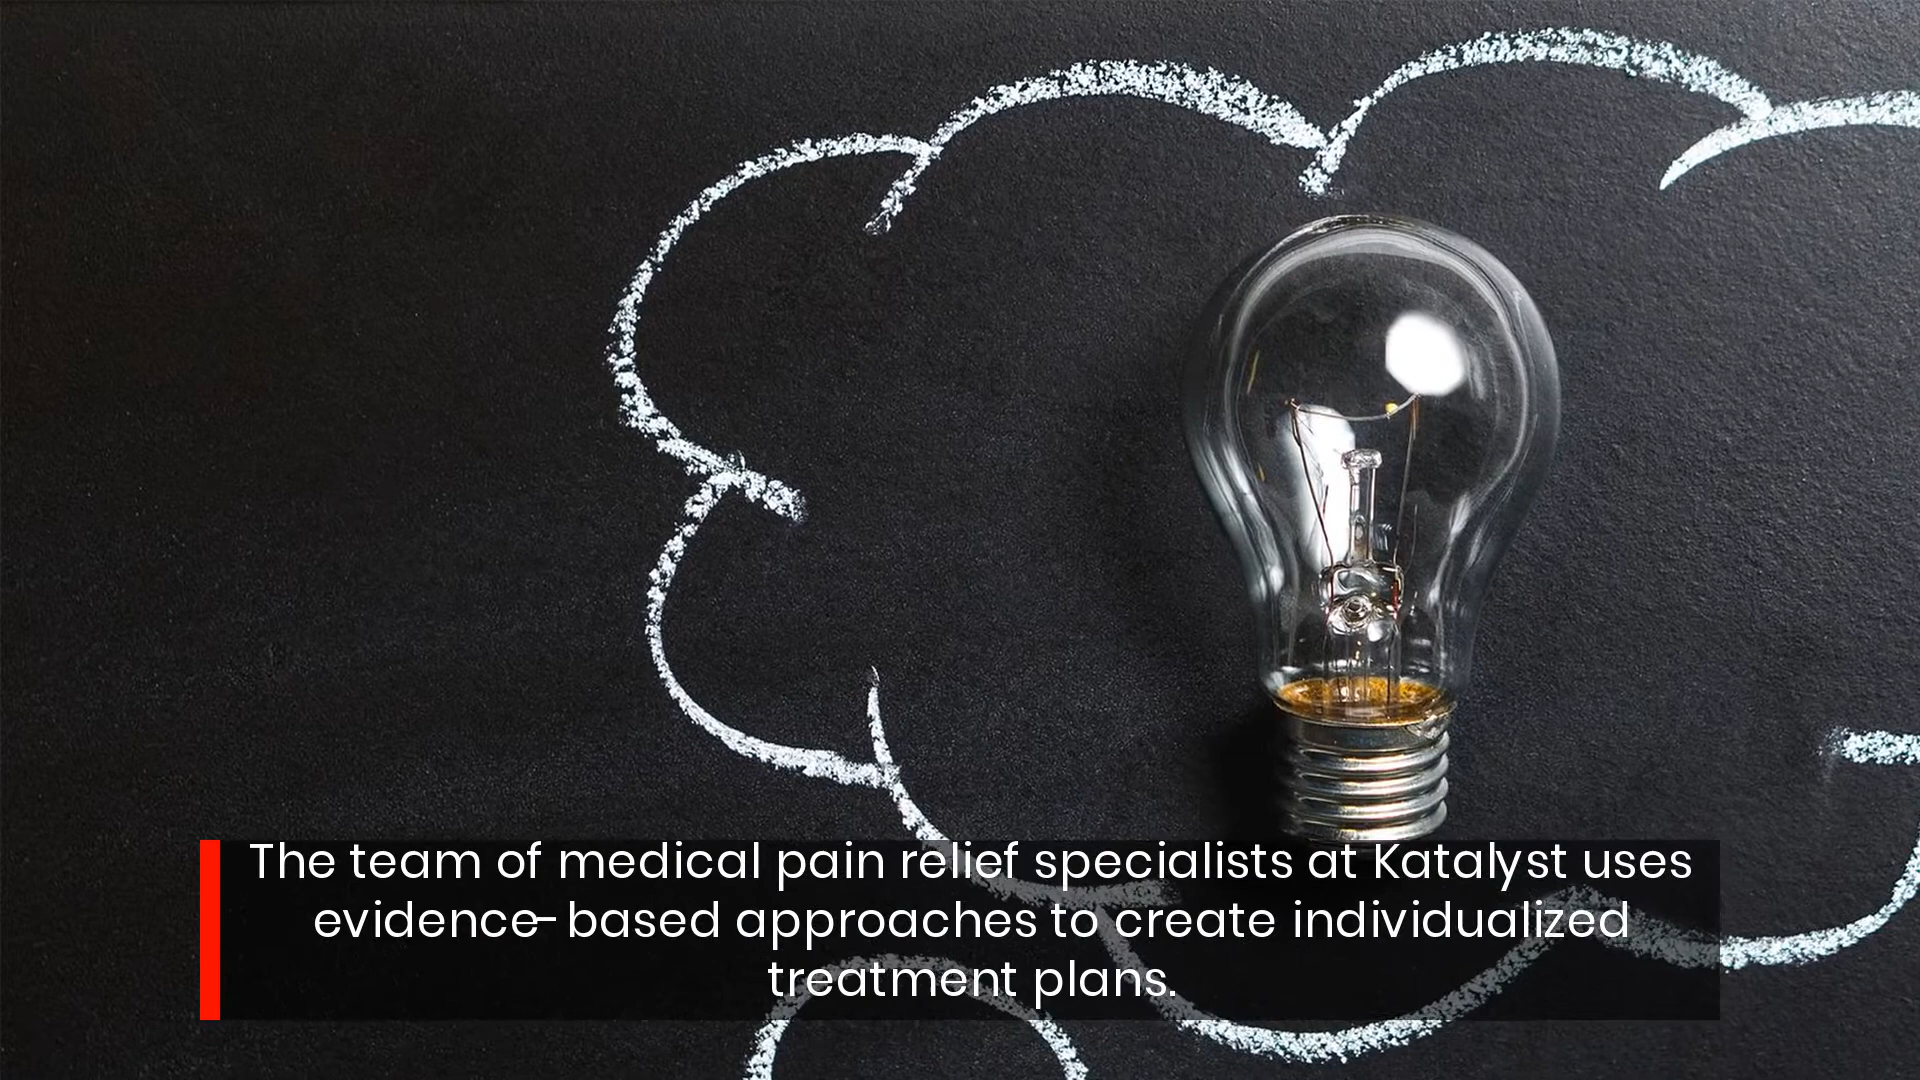 The team of medical pain relief specialists at Katalyst uses
evidence-based approaches to create individualized
treatment plans.